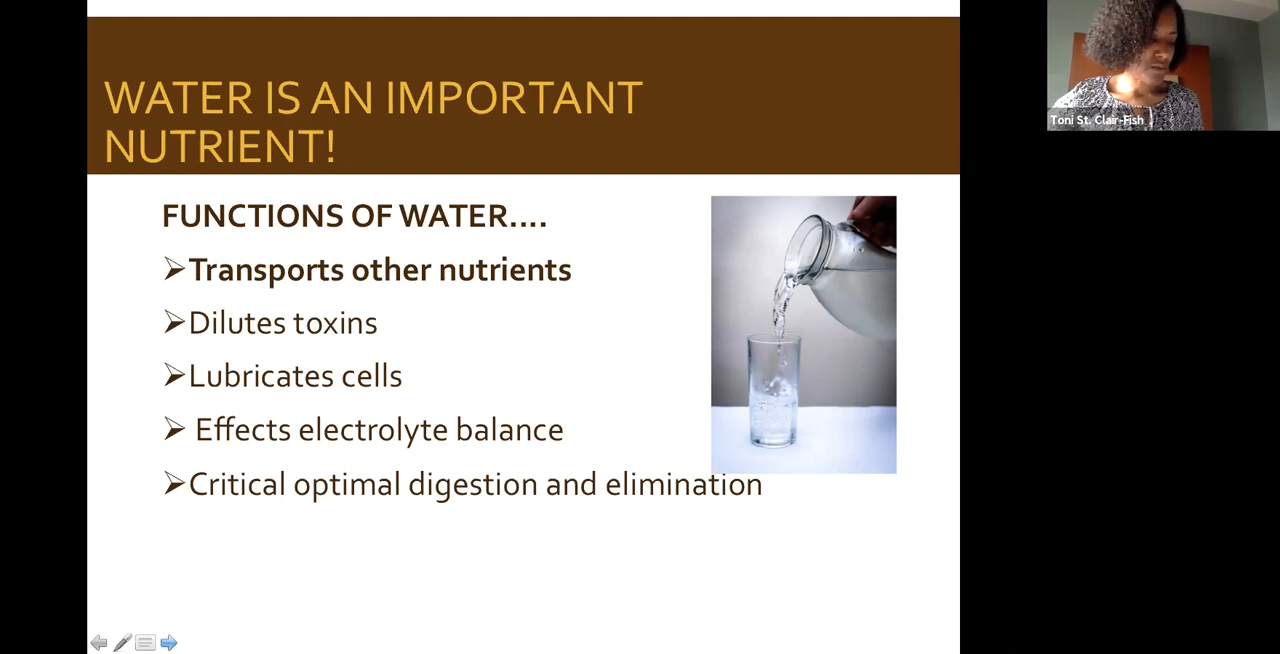 WATER IS AN IMPORTANT
NUTRIENT!
FUNCTIONS OF WATER....
➢Transports other nutrients
➢Dilutes toxins
➢Lubricates cells
➢ Effects electrolyte balance
➢Critical optimal digestion and elimination
Toni St. Clair-Fish